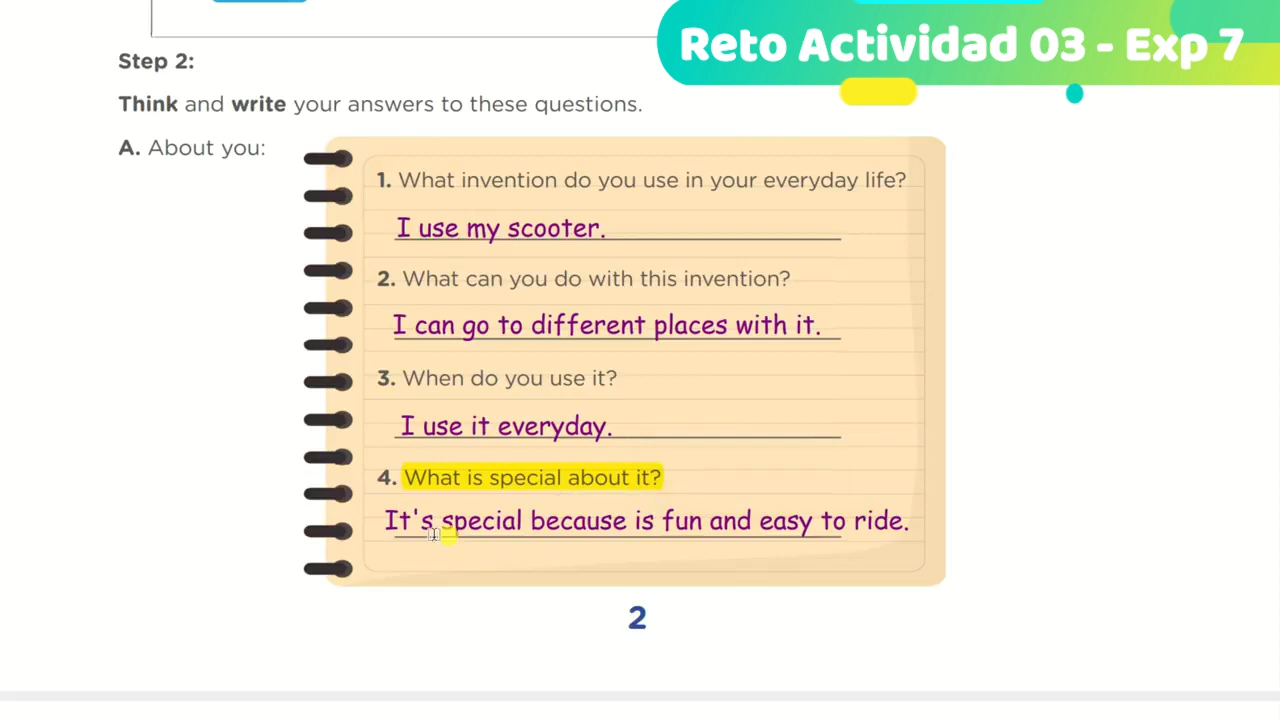 Reto Actividad 03 - Exp 7
Step 2:
Think and write your answers to these questions.
A. About you:
1. What invention do you use in your everyday life?
I use my scooter.
2. What can you do with this invention?
I can go to different places with it.
3. When do you use it?
I use it everyday.
4. What is special about it?
It's special because is fun and easy to ride.
2